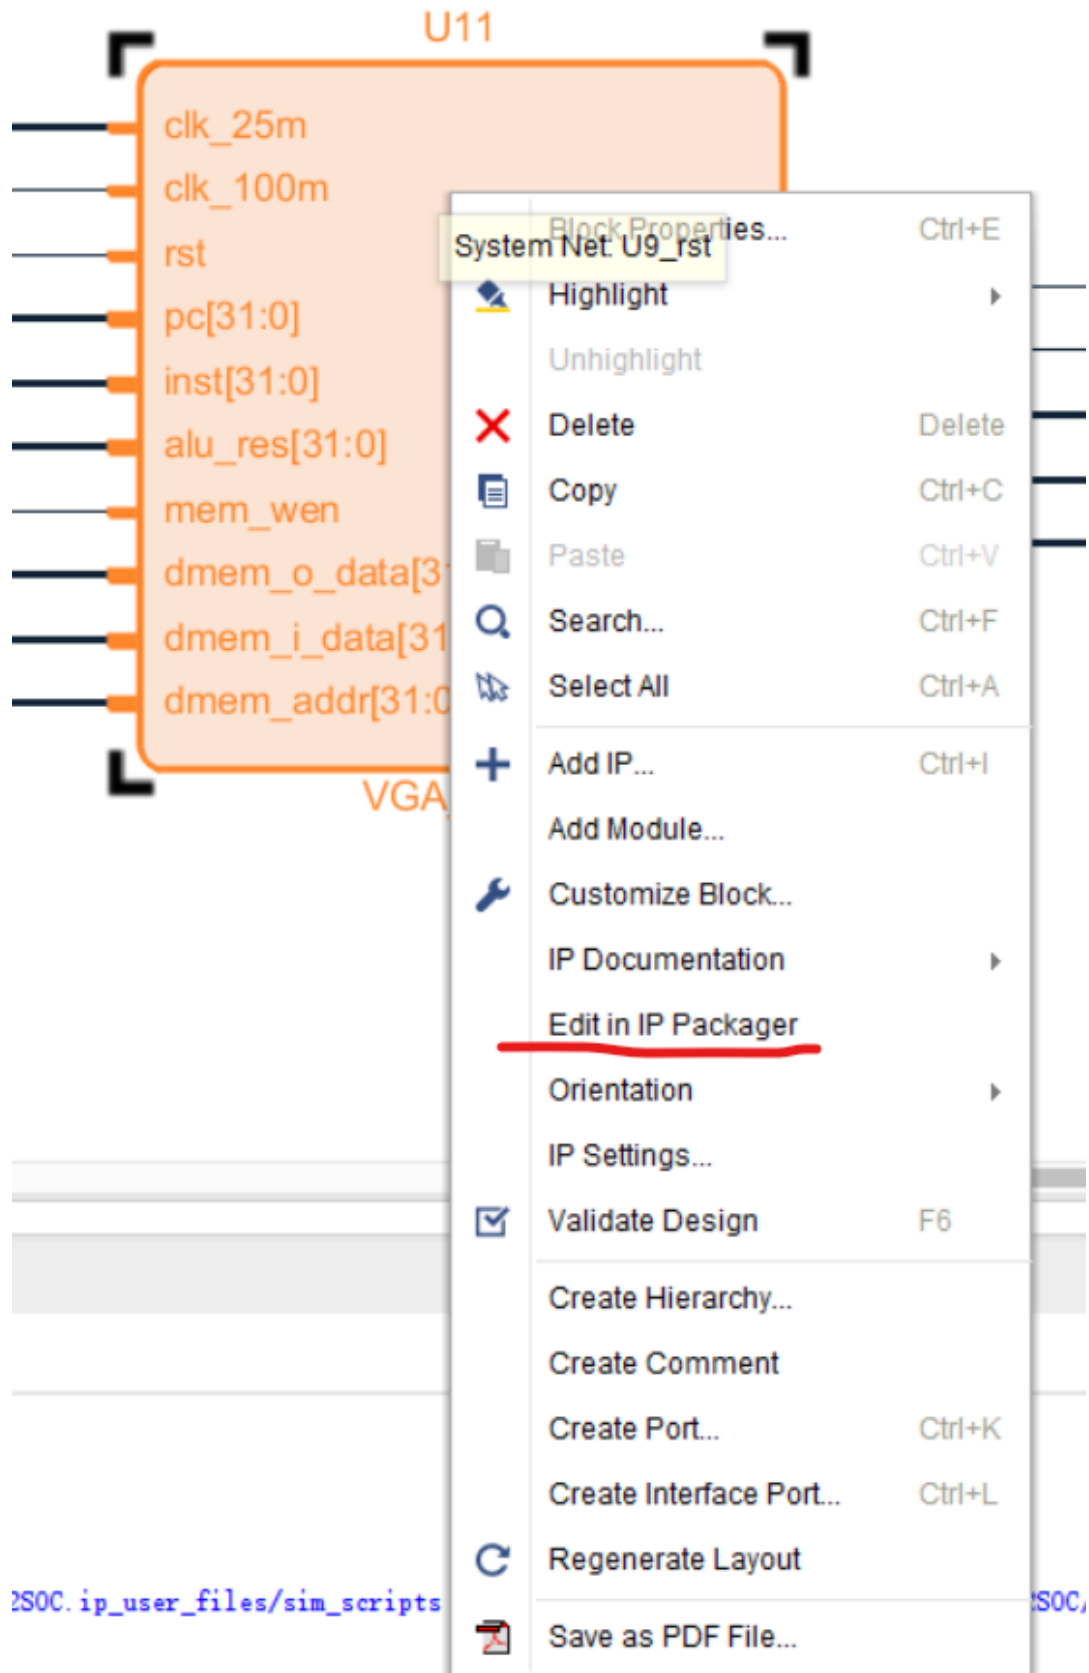 U11
clk_25m
clk_100m
rst
pc[31:0]
inst[31:0]
alu_res[31:0]
mem_wen
dmem_o_data[3
dmem_i_data[31
dmem_addr[31:0
VGA
Block Properties... Ctrl+E
System Net: U9_rst
Highlight
Unhighlight
Delete Delete
Copy Ctrl+C
Paste Ctrl+V
Search... Ctrl+F
Select All Ctrl+A
Add IP... Ctrl+I
Add Module...
Customize Block...
IP Documentation
Edit in IP Packager
Orientation
IP Settings...
Validate Design F6
Create Hierarchy...
Create Comment
Create Port... Ctrl+K
Create Interface Port... Ctrl+L
Regenerate Layout
2SOC.ip_user_files/sim_scripts SOC/
Save as PDF File...